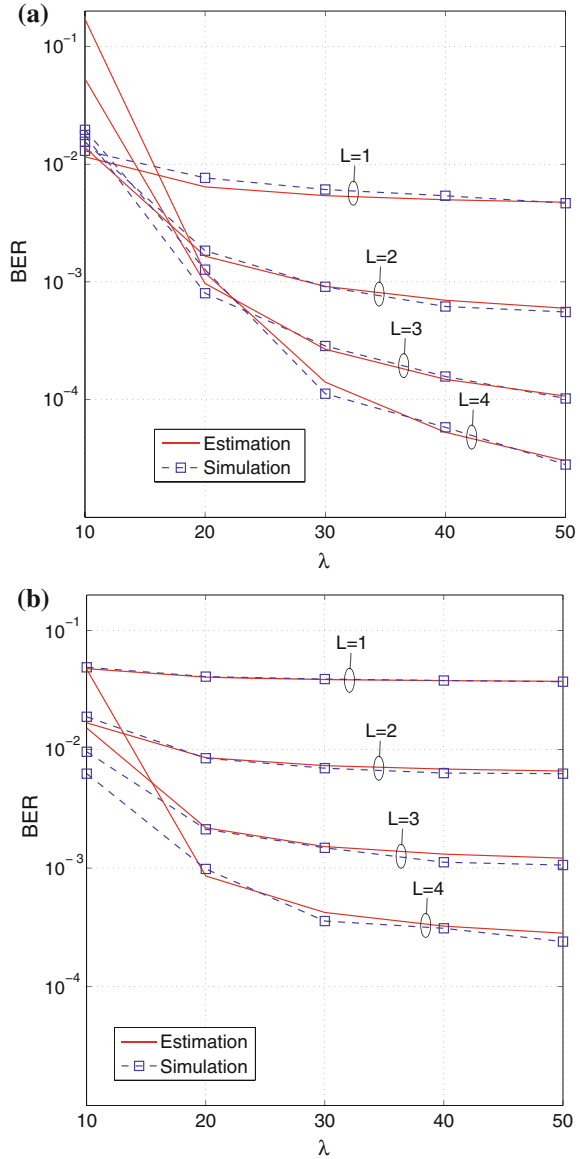 (a)
10⁻¹
10⁻²
10⁻³
10⁻⁴
BER
L=1
L=2
L=3
L=4
Estimation
Simulation
10 20 30 40 50
λ
(b)
10⁻¹
10⁻²
10⁻³
10⁻⁴
BER
L=1
L=2
L=3
L=4
Estimation
Simulation
10 20 30 40 50
λ